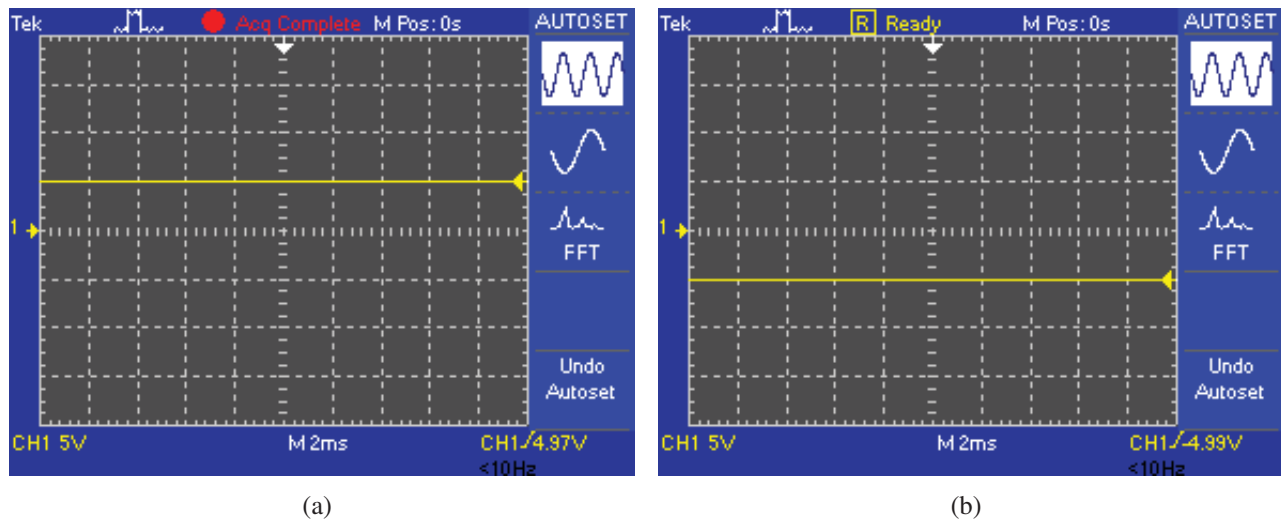 Tek Acq Complete M Pos: 0s AUTOSET
1
FFT
Undo
Autoset
CH1 5V M 2ms CH1 4.97V
<10Hz
(a)
Tek R Ready M Pos: 0s AUTOSET
1
FFT
Undo
Autoset
CH1 5V M 2ms CH1 -4.99V
<10Hz
(b)